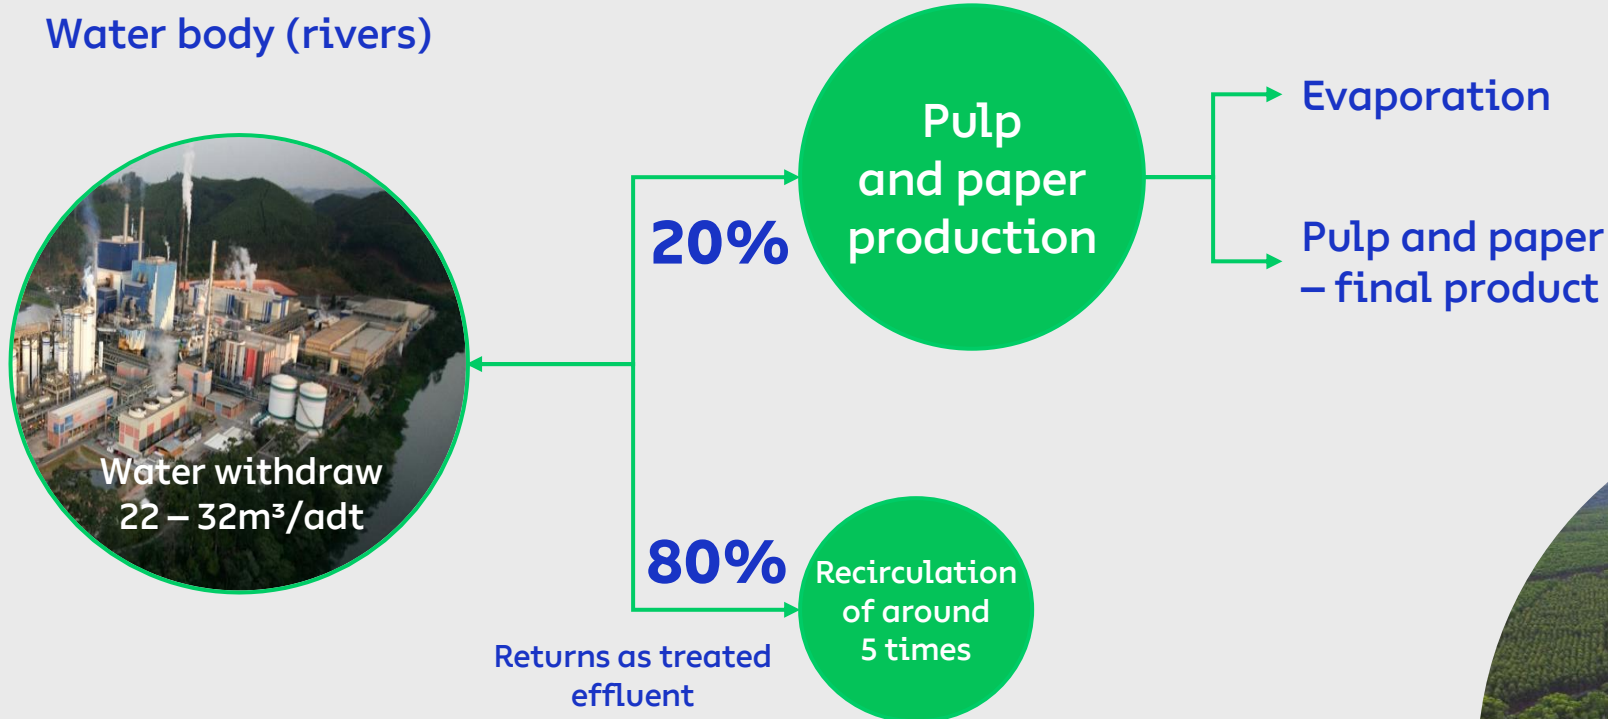 Water body (rivers)
Water withdraw
22 – 32m³/adt
20%
Pulp
and paper
production
Evaporation
Pulp and paper
– final product
80%
Recirculation
of around
5 times
Returns as treated
effluent